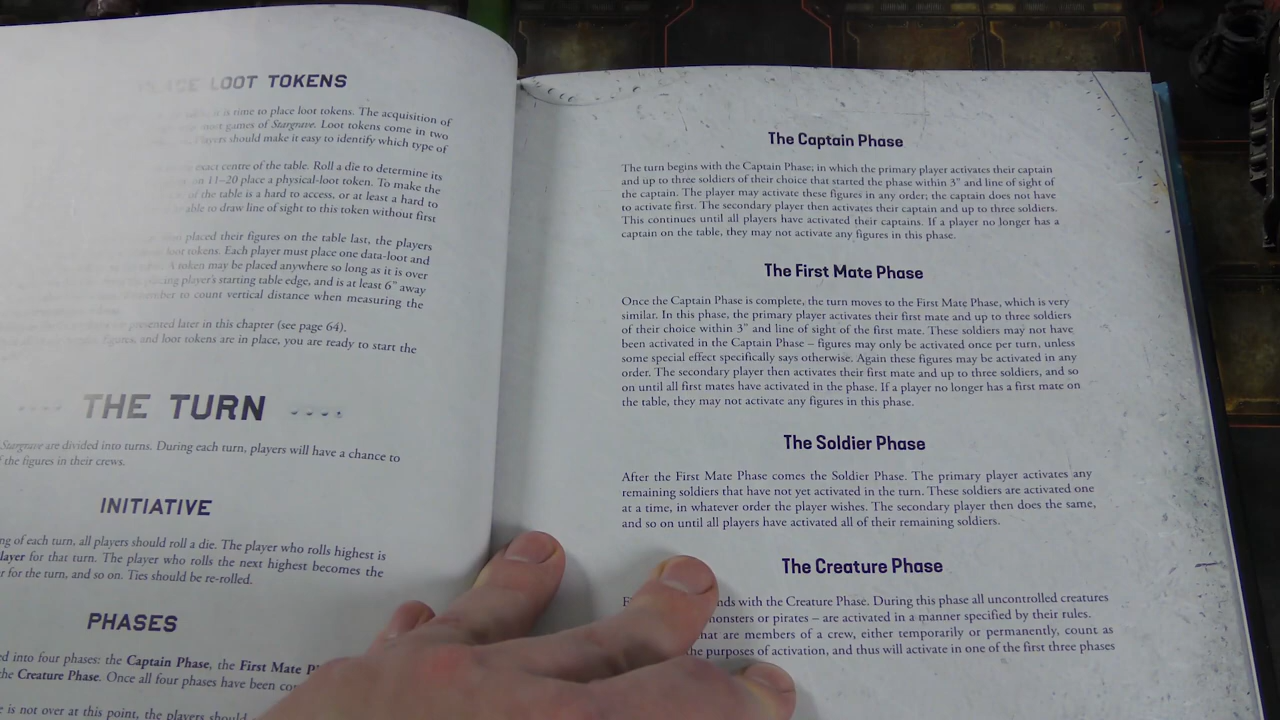 LOOT TOKENS
is time to place loot tokens. The acquisition of
most games of Stargrave. Loot tokens come in two
Players should make it easy to identify which type of
exact centre of the table. Roll a die to determine its
on 11–20 place a physical-loot token. To make the
of the table is a hard to access, or at least a hard to
able to draw line of sight to this token without first
placed their figures on the table last, the players
loot tokens. Each player must place one data-loot and
A token may be placed anywhere so long as it is over
placing player's starting table edge, and is at least 6" away
to count vertical distance when measuring the
presented later in this chapter (see page 64).
figures, and loot tokens are in place, you are ready to start the
THE TURN
Stargrave are divided into turns. During each turn, players will have a chance to
the figures in their crews.
INITIATIVE
of each turn, all players should roll a die. The player who rolls highest is
for that turn. The player who rolls the next highest becomes the
for the turn, and so on. Ties should be re-rolled.
PHASES
into four phases: the Captain Phase, the First Mate
the Creature Phase. Once all four phases have been
is not over at this point, the players should
The Captain Phase
The turn begins with the Captain Phase, in which the primary player activates their captain
and up to three soldiers of their choice that started the phase within 3" and line of sight of
the captain. The player may activate these figures in any order; the captain does not have
to activate first. The secondary player then activates their captain and up to three soldiers.
This continues until all players have activated their captains. If a player no longer has a
captain on the table, they may not activate any figures in this phase.
The First Mate Phase
Once the Captain Phase is complete, the turn moves to the First Mate Phase, which is very
similar. In this phase, the primary player activates their first mate and up to three soldiers
of their choice within 3" and line of sight of the first mate. These soldiers may not have
been activated in the Captain Phase – figures may only be activated once per turn, unless
some special effect specifically says otherwise. Again these figures may be activated in any
order. The secondary player then activates their first mate and up to three soldiers, and so
on until all first mates have activated in the phase. If a player no longer has a first mate on
the table, they may not activate any figures in this phase.
The Soldier Phase
After the First Mate Phase comes the Soldier Phase. The primary player activates any
remaining soldiers that have not yet activated in the turn. These soldiers are activated one
at a time, in whatever order the player wishes. The secondary player then does the same,
and so on until all players have activated all of their remaining soldiers.
The Creature Phase
with the Creature Phase. During this phase all uncontrolled creatures
monsters or pirates – are activated in a manner specified by their rules.
are members of a crew, either temporarily or permanently, count as
the purposes of activation, and thus will activate in one of the first three phases